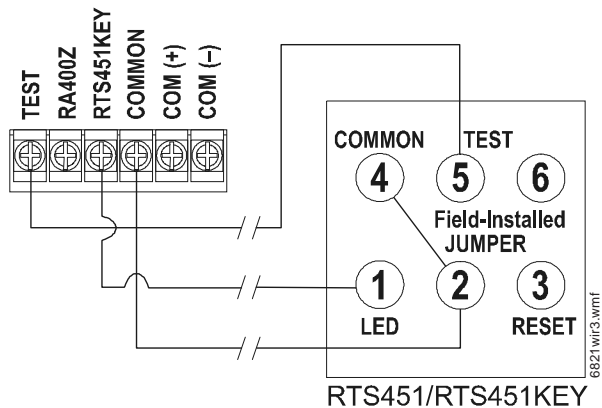 TEST
RA400Z
RTS451KEY
COMMON
COM (+)
COM (–)
COMMON
TEST
4
5
6
Field-Installed
JUMPER
1
2
3
LED
RESET
6821wir3.wmf
RTS451/RTS451KEY